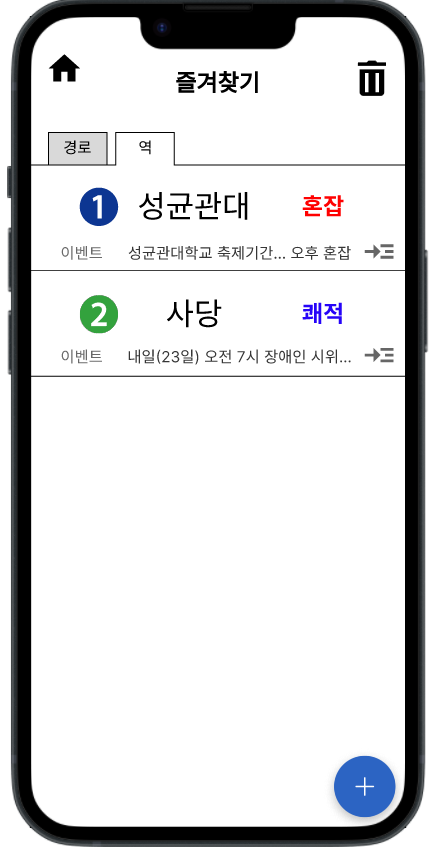 즐겨찾기
경로 역
1 성균관대 혼잡
이벤트 성균관대학교 축제기간... 오후 혼잡
2 사당 쾌적
이벤트 내일(23일) 오전 7시 장애인 시위...